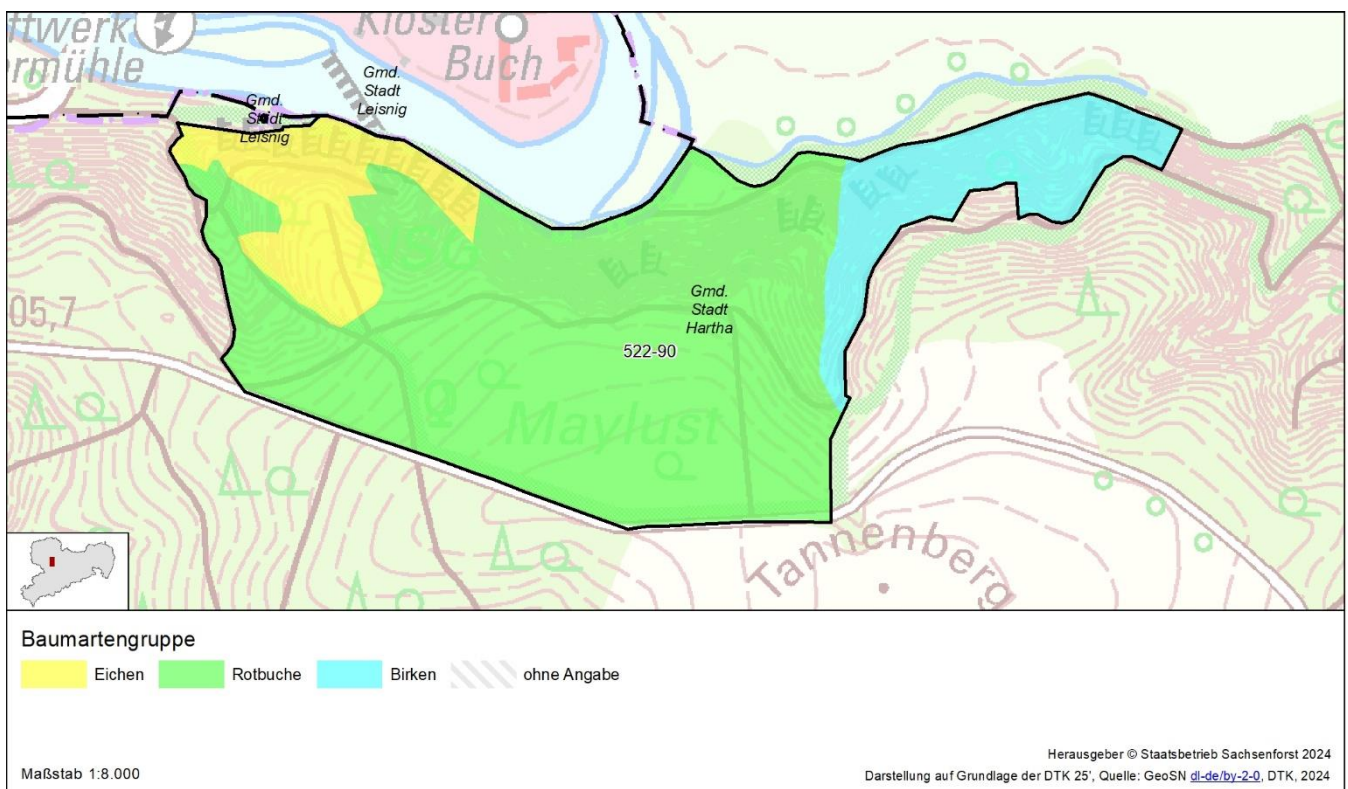 ftwerk
ermühle
Kloster
Buch
Gmd.
Stadt
Leisnig
Gmd.
Stadt
Leisnig
NSG
05,7
Gmd.
Stadt
Hartha
522-90
Maylust
Tannenberg
Baumartengruppe
Eichen Rotbuche Birken ohne Angabe
Maßstab 1:8.000
Herausgeber © Staatsbetrieb Sachsenforst 2024
Darstellung auf Grundlage der DTK 25', Quelle: GeoSN dl-de/by-2-0, DTK, 2024